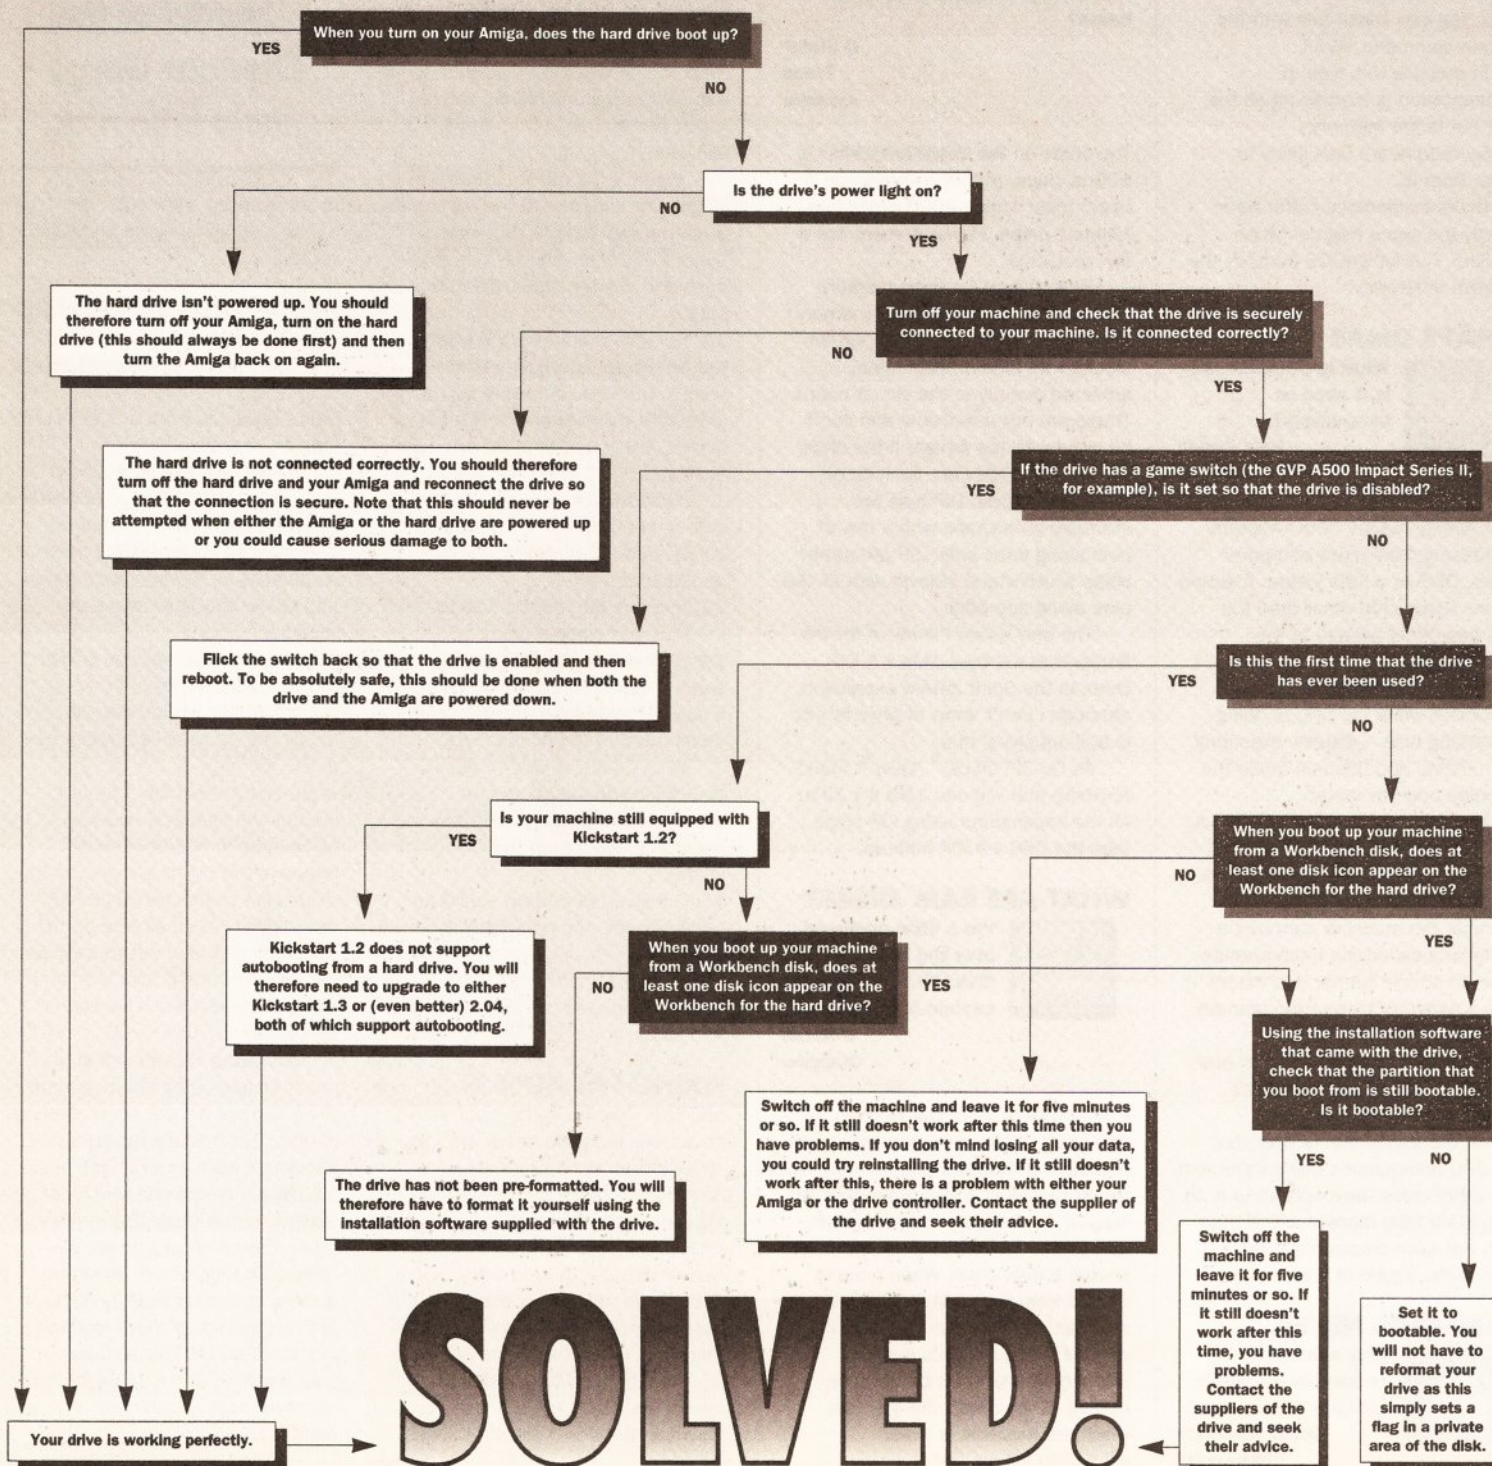 When you turn on your Amiga, does the hard drive boot up?
YES
NO
Is the drive's power light on?
NO
YES
The hard drive isn't powered up. You should
therefore turn off your Amiga, turn on the hard
drive (this should always be done first) and then
turn the Amiga back on again.
Turn off your machine and check that the drive is securely
connected to your machine. Is it connected correctly?
NO
YES
The hard drive is not connected correctly. You should therefore
turn off the hard drive and your Amiga and reconnect the drive so
that the connection is secure. Note that this should never be
attempted when either the Amiga or the hard drive are powered up
or you could cause serious damage to both.
If the drive has a game switch (the GVP A500 Impact Series II,
for example), is it set so that the drive is disabled?
YES
NO
Flick the switch back so that the drive is enabled and then
reboot. To be absolutely safe, this should be done when both the
drive and the Amiga are powered down.
Is this the first time that the drive
has ever been used?
YES
NO
Is your machine still equipped with
Kickstart 1.2?
YES
NO
When you boot up your machine
from a Workbench disk, does at
least one disk icon appear on the
Workbench for the hard drive?
NO
YES
Kickstart 1.2 does not support
autobooting from a hard drive. You will
therefore need to upgrade to either
Kickstart 1.3 or (even better) 2.04,
both of which support autobooting.
When you boot up your machine
from a Workbench disk, does at
least one disk icon appear on the
Workbench for the hard drive?
NO
YES
Using the installation software
that came with the drive,
check that the partition that
you boot from is still bootable.
Is it bootable?
YES
NO
Switch off the machine and leave it for five minutes
or so. If it still doesn't work after this time then you
have problems. If you don't mind losing all your data,
you could try reinstalling the drive. If it still doesn't
work after this, there is a problem with either your
Amiga or the drive controller. Contact the supplier of
the drive and seek their advice.
The drive has not been pre-formatted. You will
therefore have to format it yourself using the
installation software supplied with the drive.
Switch off the
machine and
leave it for five
minutes or so. If
it still doesn't
work after this
time, you have
problems.
Contact the
suppliers of the
drive and seek
their advice.
Set it to
bootable. You
will not have to
reformat your
drive as this
simply sets a
flag in a private
area of the disk.
Your drive is working perfectly.
SOLVED!